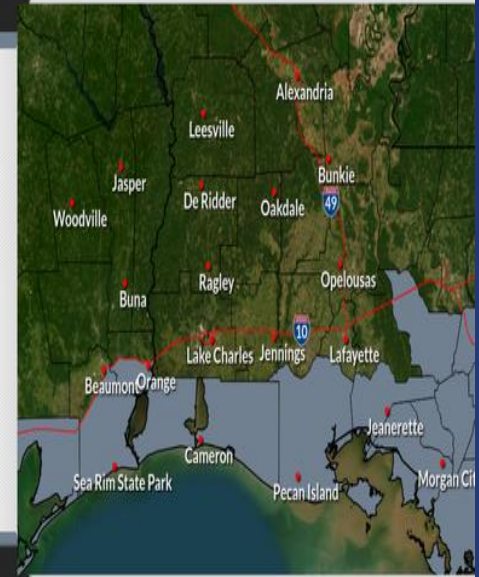 Alexandria
Leesville
Bunkie
Jasper
De Ridder
Oakdale
49
Woodville
Ragley
Opelousas
Buna
10
Lake Charles
Jennings
Lafayette
Beaumont
Orange
Jeanerette
Cameron
Sea Rim State Park
Pecan Island
Morgan Cit